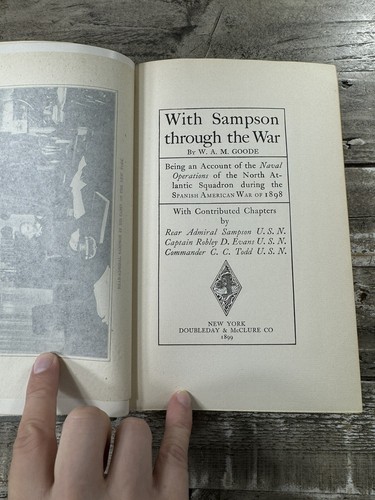 With Sampson
through the War
BY W. A. M. GOODE
Being an Account of the Naval
Operations of the North At-
lantic Squadron during the
SPANISH AMERICAN WAR OF 1898
With Contributed Chapters
by
Rear Admiral Sampson U. S. N.
Captain Robley D. Evans U. S. N.
Commander C. C. Todd U. S. N.
NEW YORK
DOUBLEDAY & MCCLURE CO
1899